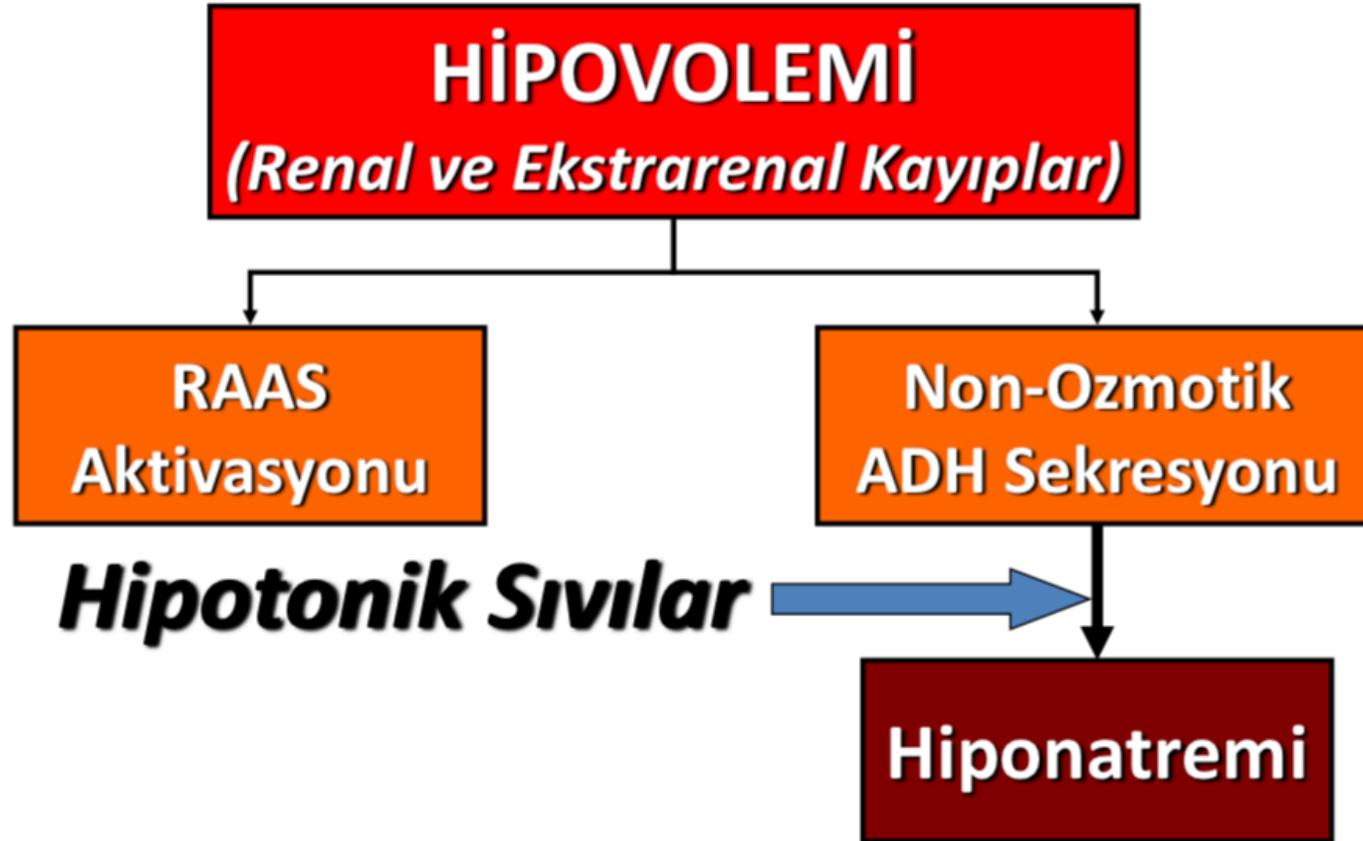 HİPOVOLEMİ
(Renal ve Ekstrarenal Kayıplar)
RAAS
Aktivasyonu
Non-Ozmotik
ADH Sekresyonu
Hipotonik Sıvılar
Hiponatremi